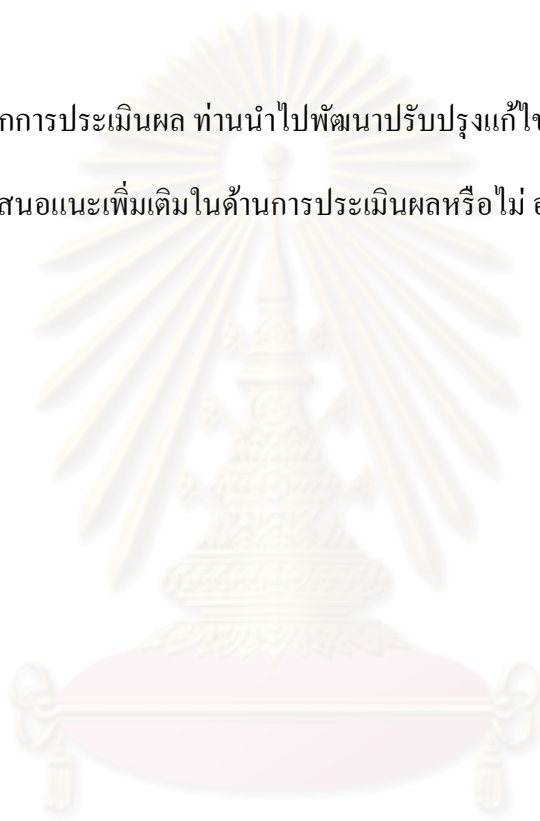 กการประเมินผล ท่านนำไปพัฒนาปรับปรุงแก้ไข
สนอแนะเพิ่มเติมในด้านการประเมินผลหรือไม่ อ